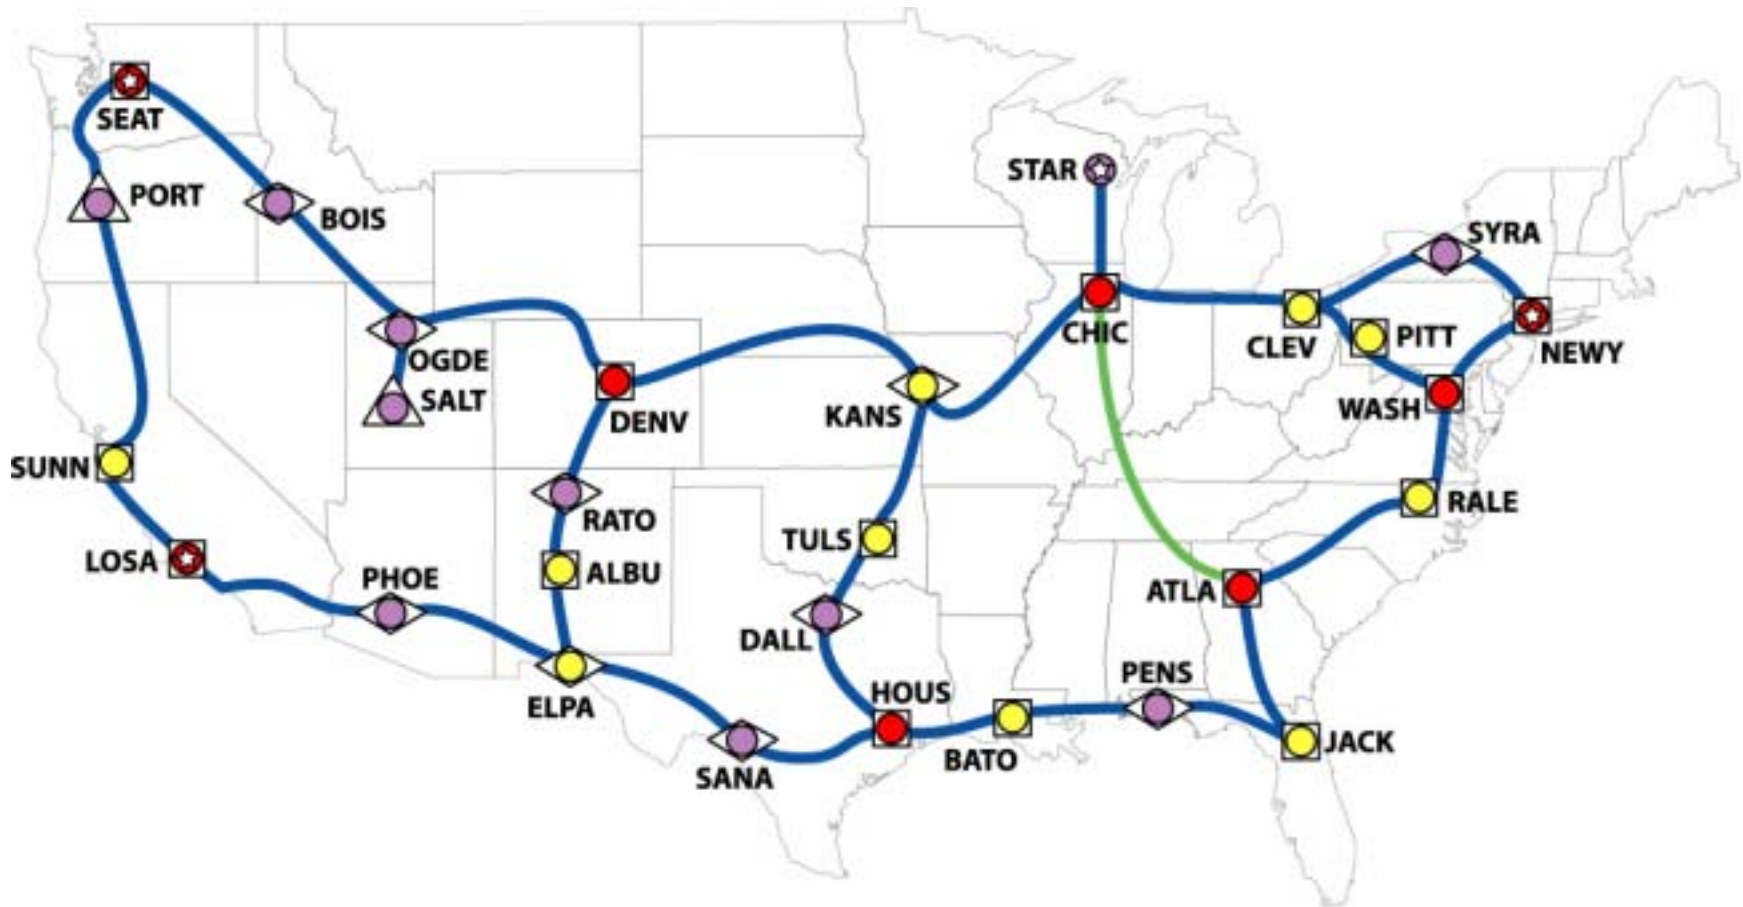 SEAT
PORT
BOIS
STAR
SYRA
CHIC
CLEV
PITT
NEWY
OGDE
SALT
DENV
KANS
WASH
SUNN
RATO
RALE
LOSA
PHOE
ALBU
TULS
ATLA
DALL
ELPA
HOUS
PENS
SANA
BATO
JACK